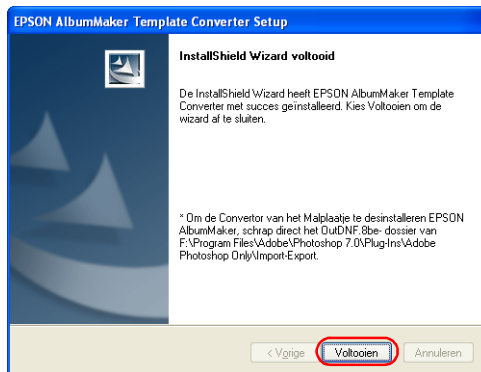 EPSON AlbumMaker Template Converter Setup
InstallShield Wizard voltooid
De InstallShield Wizard heeft EPSON AlbumMaker Template
Converter met succes geïnstalleerd. Kies Voltooien om de
wizard af te sluiten.
* Om de Convertor van het Malplaatje te desinstalleren EPSON
AlbumMaker, schrap direct het OutDNF.8be- dossier van
F:\Program Files\Adobe\Photoshop 7.0\Plug-Ins\Adobe
Photoshop Only\Import-Export.
< Vorige
Voltooien
Annuleren